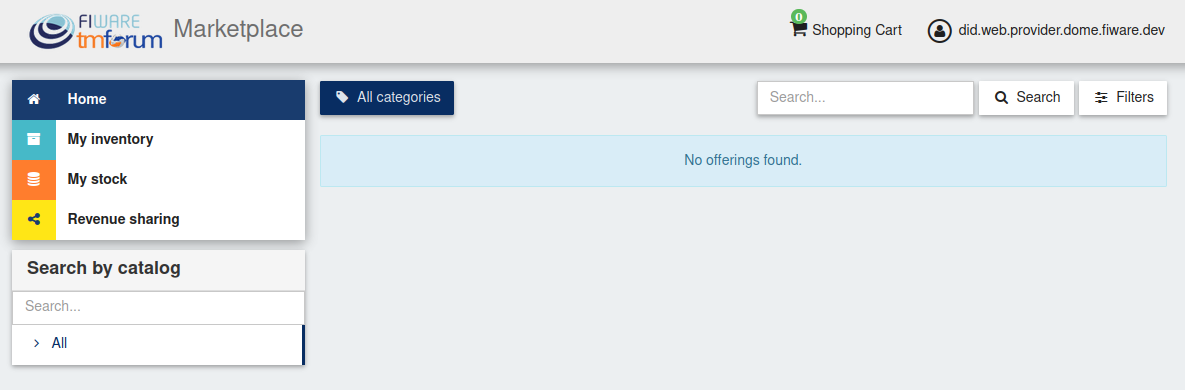 FIWARE
tmforum
Marketplace
0
Shopping Cart
did.web.provider.dome.fiware.dev
Home
My inventory
My stock
Revenue sharing
Search by catalog
Search...
All
All categories
Search...
Search
Filters
No offerings found.